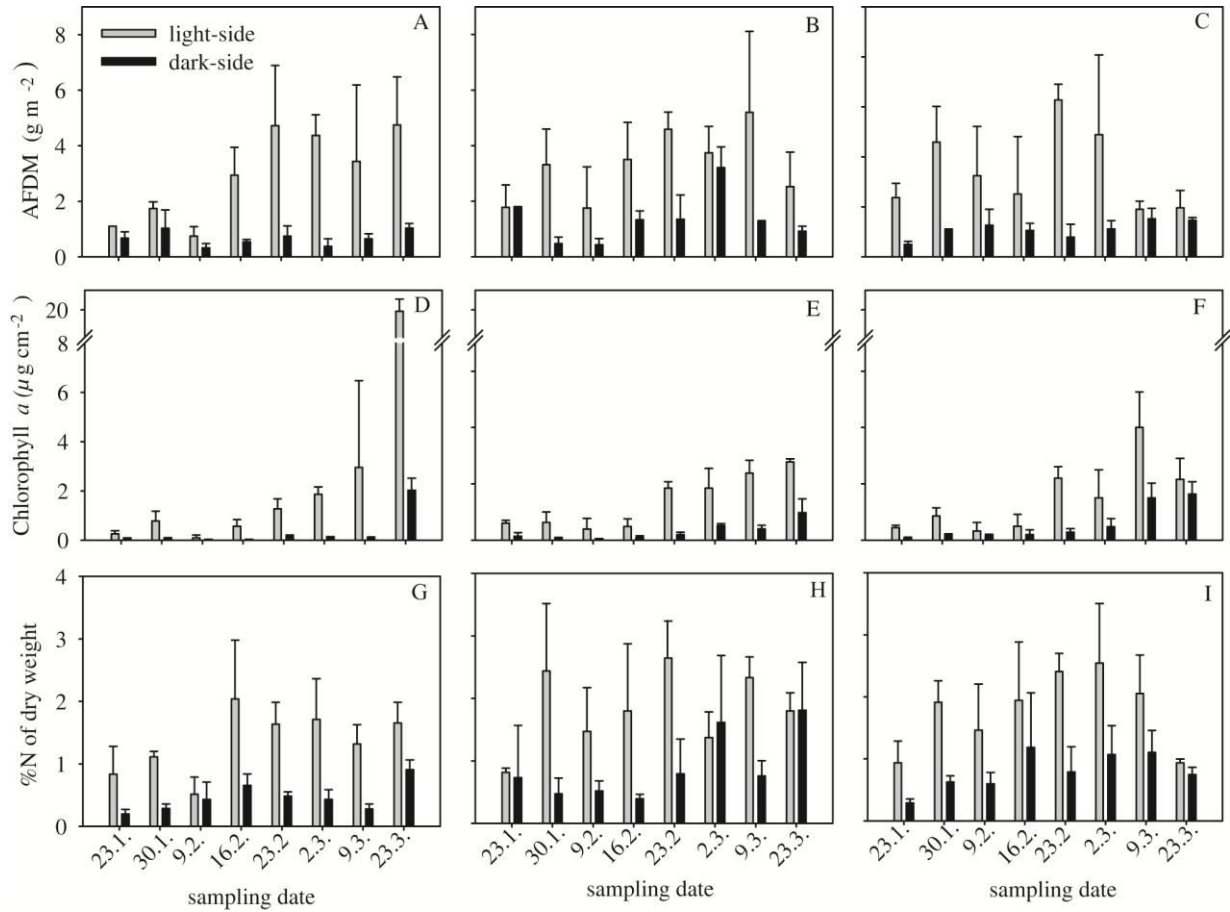 A
B
C
light-side
dark-side
AFDM (g m -2)
8
6
4
2
0
D
E
F
Chlorophyll a (µg cm-2)
20
8
6
4
2
0
G
H
I
%N of dry weight
4
3
2
1
0
23.1. 30.1. 9.2. 16.2. 23.2 2.3. 9.3. 23.3.
23.1. 30.1. 9.2. 16.2. 23.2 2.3. 9.3. 23.3.
23.1 30.1. 9.2. 16.2. 23.2 2.3. 9.3. 23.3.
sampling date
sampling date
sampling date